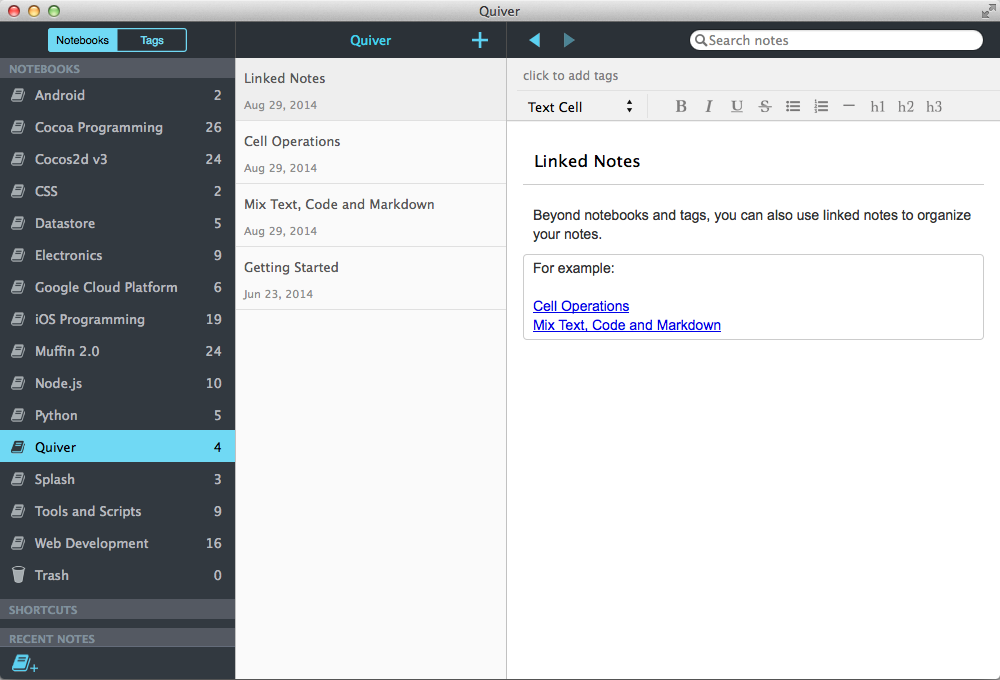 Quiver
Notebooks Tags
Quiver
Search notes
NOTEBOOKS
Android 2
Cocoa Programming 26
Cocos2d v3 24
CSS 2
Datastore 5
Electronics 9
Google Cloud Platform 6
iOS Programming 19
Muffin 2.0 24
Node.js 10
Python 5
Quiver 4
Splash 3
Tools and Scripts 9
Web Development 16
Trash 0
SHORTCUTS
RECENT NOTES
Linked Notes
Aug 29, 2014
Cell Operations
Aug 29, 2014
Mix Text, Code and Markdown
Aug 29, 2014
Getting Started
Jun 23, 2014
click to add tags
Text Cell B I U S h1 h2 h3
Linked Notes
Beyond notebooks and tags, you can also use linked notes to organize
your notes.
For example:
Cell Operations
Mix Text, Code and Markdown